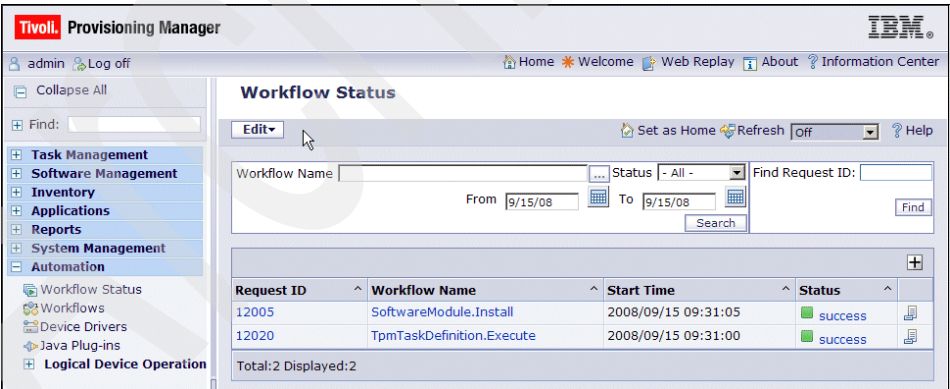 Tivoli. Provisioning Manager
IBM
admin Log off
Home Welcome Web Replay About Information Center
Collapse All
Find:
Task Management
Software Management
Inventory
Applications
Reports
System Management
Automation
Workflow Status
Workflows
Device Drivers
Java Plug-ins
Logical Device Operation
Workflow Status
Edit
Set as Home Refresh Off Help
Workflow Name ... Status - All - Find Request ID:
From 9/15/08 To 9/15/08
Search Find
Request ID Workflow Name Start Time Status
12005 SoftwareModule.Install 2008/09/15 09:31:05 success
12020 TpmTaskDefinition.Execute 2008/09/15 09:31:00 success
Total:2 Displayed:2